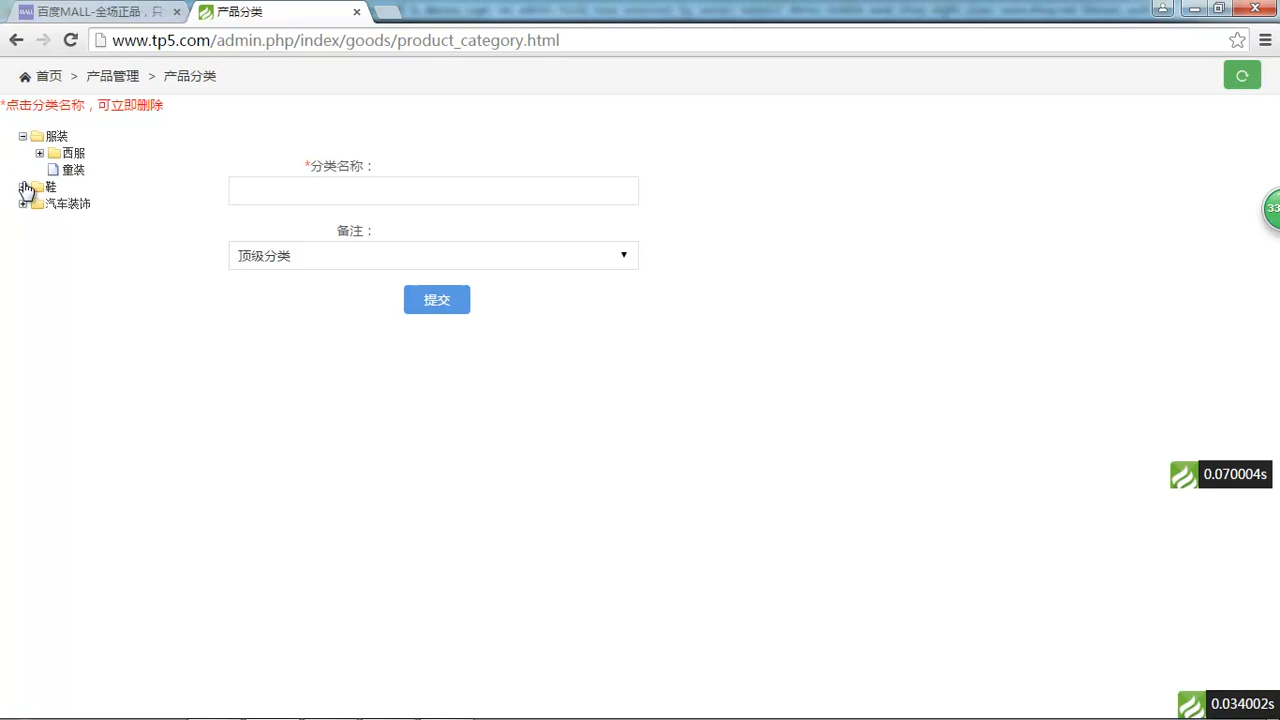 百度MALL-全场正品，只
产品分类
www.tp5.com/admin.php/index/goods/product_category.html
首页 > 产品管理 > 产品分类
*点击分类名称，可立即删除
服装
西服
童装
鞋
汽车装饰
*分类名称：
备注：
顶级分类
提交
33
0.070004s
0.034002s